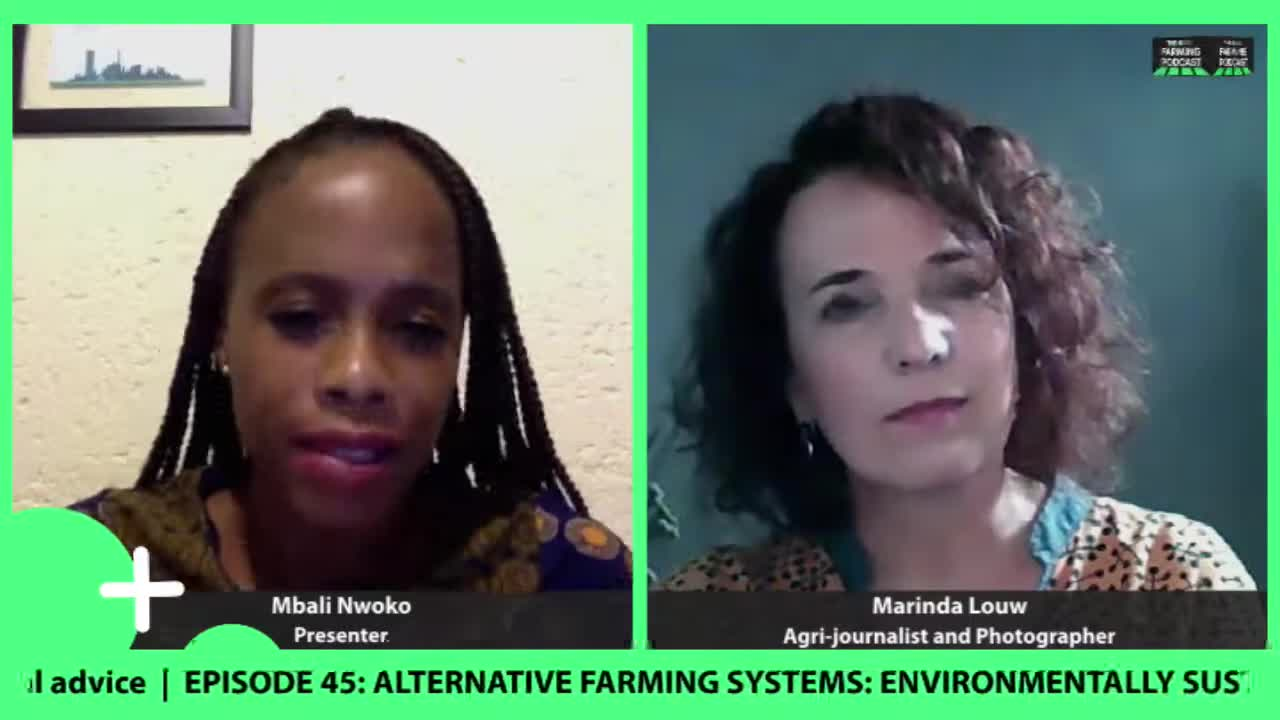 FARMING
PODCAST
PODCAST
Mbali Nwoko
Presenter
Marinda Louw
Agri-journalist and Photographer
advice | EPISODE 45: ALTERNATIVE FARMING SYSTEMS: ENVIRONMENTALLY SUS